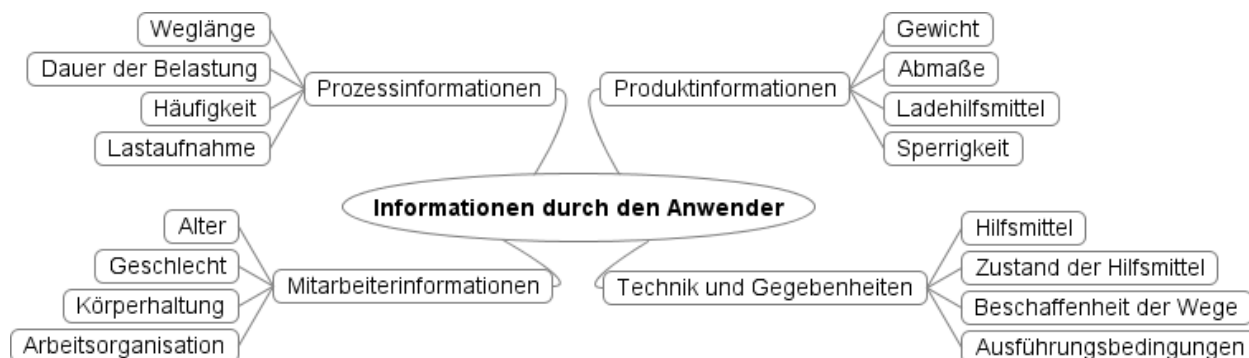 Weglänge
Dauer der Belastung
Häufigkeit
Lastaufnahme
Prozessinformationen
Produktinformationen
Gewicht
Abmaße
Ladehilfsmittel
Sperrigkeit
Informationen durch den Anwender
Alter
Geschlecht
Körperhaltung
Arbeitsorganisation
Mitarbeiterinformationen
Technik und Gegebenheiten
Hilfsmittel
Zustand der Hilfsmittel
Beschaffenheit der Wege
Ausführungsbedingungen